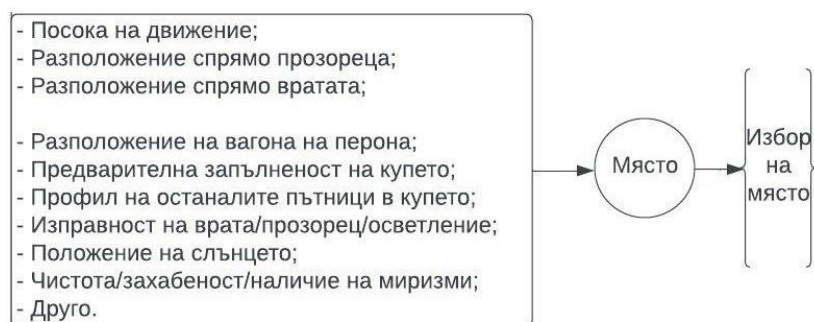 - Посока на движение;
- Разположение спрямо прозореца;
- Разположение спрямо вратата;
- Разположение на вагона на перона;
- Предварителна запълненост на купето;
- Профил на останалите пътници в купето;
- Изправност на врата/прозорец/осветление;
- Положение на слънцето;
- Чистота/захабеност/наличие на миризми;
- Друго.
Място
Избор
на
място